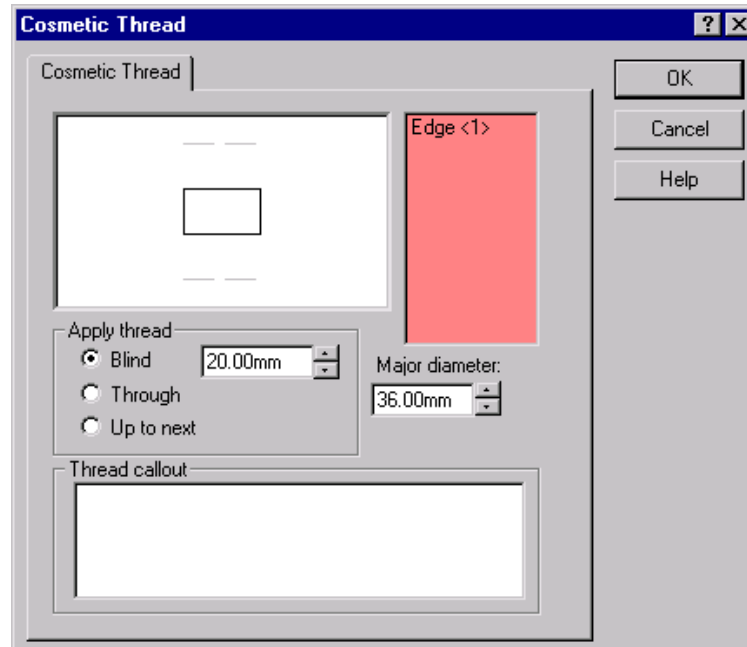 Cosmetic Thread
Cosmetic Thread
OK
Edge <1>
Cancel
Help
Apply thread
Blind 20.00mm
Major diameter:
Through
36.00mm
Up to next
Thread callout